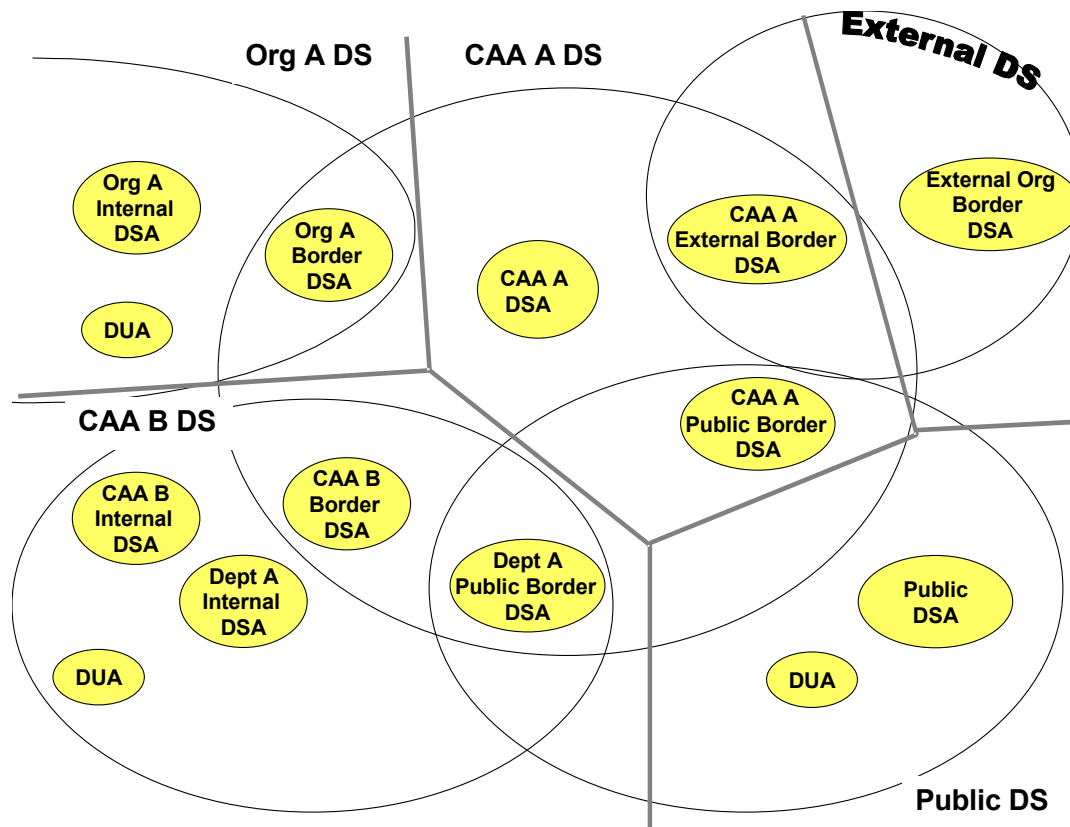 Org A DS
CAA A DS
External DS
Org A
Internal
DSA
Org A
Border
DSA
CAA A
DSA
CAA A
External Border
DSA
External Org
Border
DSA
DUA
CAA A
Public Border
DSA
CAA B DS
CAA B
Internal
DSA
CAA B
Border
DSA
Dept A
Internal
DSA
Dept A
Public Border
DSA
Public
DSA
DUA
DUA
Public DS